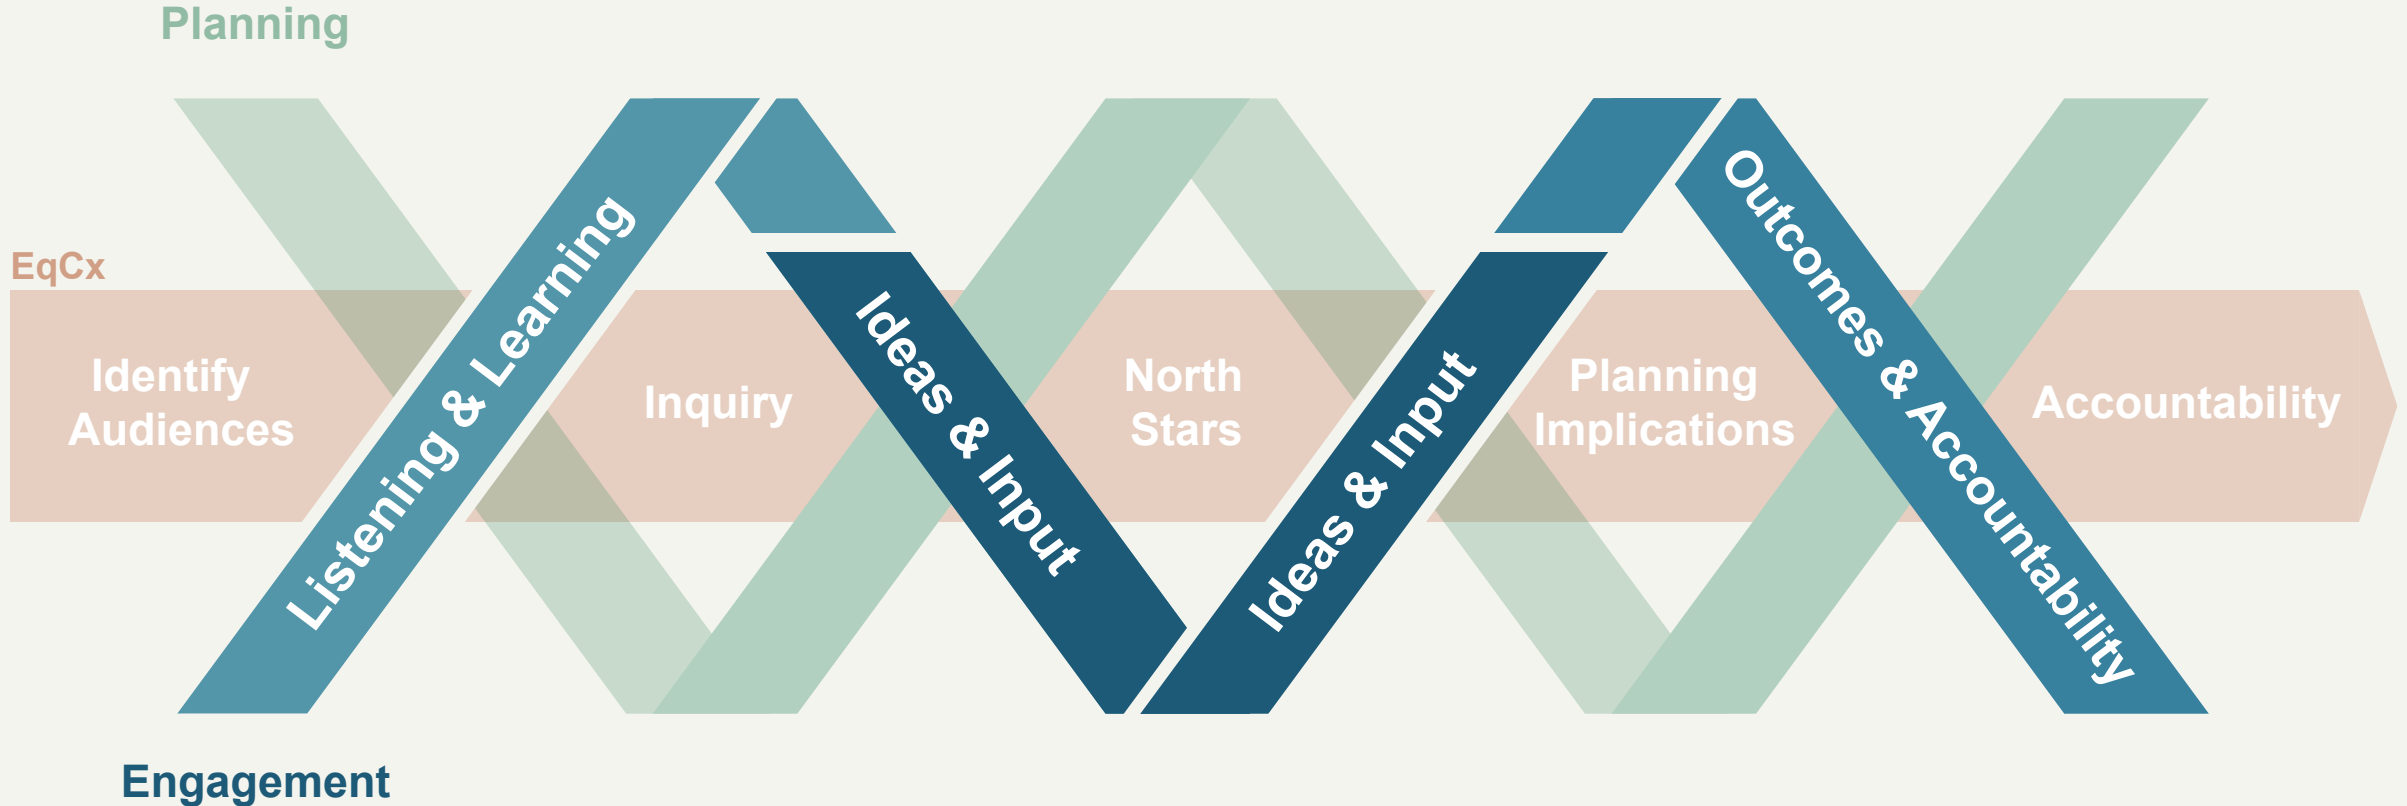 Planning
EqCx
Identify
Audiences
Listening & Learning
Inquiry
Ideas & Input
North
Stars
Ideas & Input
Planning
Implications
Outcomes & Accountability
Accountability
Engagement